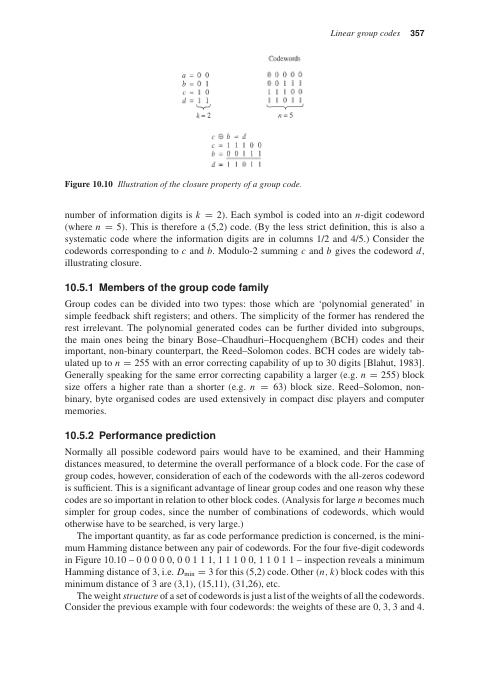 Linear group codes 357
Codewords
a = 0 0 0 0 0 0 0
b = 0 1 0 0 1 1 1
c = 1 0 1 1 1 0 0
d = 1 1 1 1 0 1 1
k = 2 n = 5
c ⊕ b = d
c = 1 1 1 0 0
b = 0 0 1 1 1
d = 1 1 0 1 1
Figure 10.10 Illustration of the closure property of a group code.
number of information digits is k = 2). Each symbol is coded into an n-digit codeword
(where n = 5). This is therefore a (5,2) code. (By the less strict definition, this is also a
systematic code where the information digits are in columns 1/2 and 4/5.) Consider the
codewords corresponding to c and b. Modulo-2 summing c and b gives the codeword d,
illustrating closure.
10.5.1 Members of the group code family
Group codes can be divided into two types: those which are ‘polynomial generated’ in
simple feedback shift registers; and others. The simplicity of the former has rendered the
rest irrelevant. The polynomial generated codes can be further divided into subgroups,
the main ones being the binary Bose–Chaudhuri–Hocquenghem (BCH) codes and their
important, non-binary counterpart, the Reed–Solomon codes. BCH codes are widely tab-
ulated up to n = 255 with an error correcting capability of up to 30 digits [Blahut, 1983].
Generally speaking for the same error correcting capability a larger (e.g. n = 255) block
size offers a higher rate than a shorter (e.g. n = 63) block size. Reed–Solomon, non-
binary, byte organised codes are used extensively in compact disc players and computer
memories.
10.5.2 Performance prediction
Normally all possible codeword pairs would have to be examined, and their Hamming
distances measured, to determine the overall performance of a block code. For the case of
group codes, however, consideration of each of the codewords with the all-zeros codeword
is sufficient. This is a significant advantage of linear group codes and one reason why these
codes are so important in relation to other block codes. (Analysis for large n becomes much
simpler for group codes, since the number of combinations of codewords, which would
otherwise have to be searched, is very large.)
The important quantity, as far as code performance prediction is concerned, is the mini-
mum Hamming distance between any pair of codewords. For the four five-digit codewords
in Figure 10.10 – 0 0 0 0 0, 0 0 1 1 1, 1 1 1 0 0, 1 1 0 1 1 – inspection reveals a minimum
Hamming distance of 3, i.e. Dmin = 3 for this (5,2) code. Other (n, k) block codes with this
minimum distance of 3 are (3,1), (15,11), (31,26), etc.
The weight structure of a set of codewords is just a list of the weights of all the codewords.
Consider the previous example with four codewords: the weights of these are 0, 3, 3 and 4.